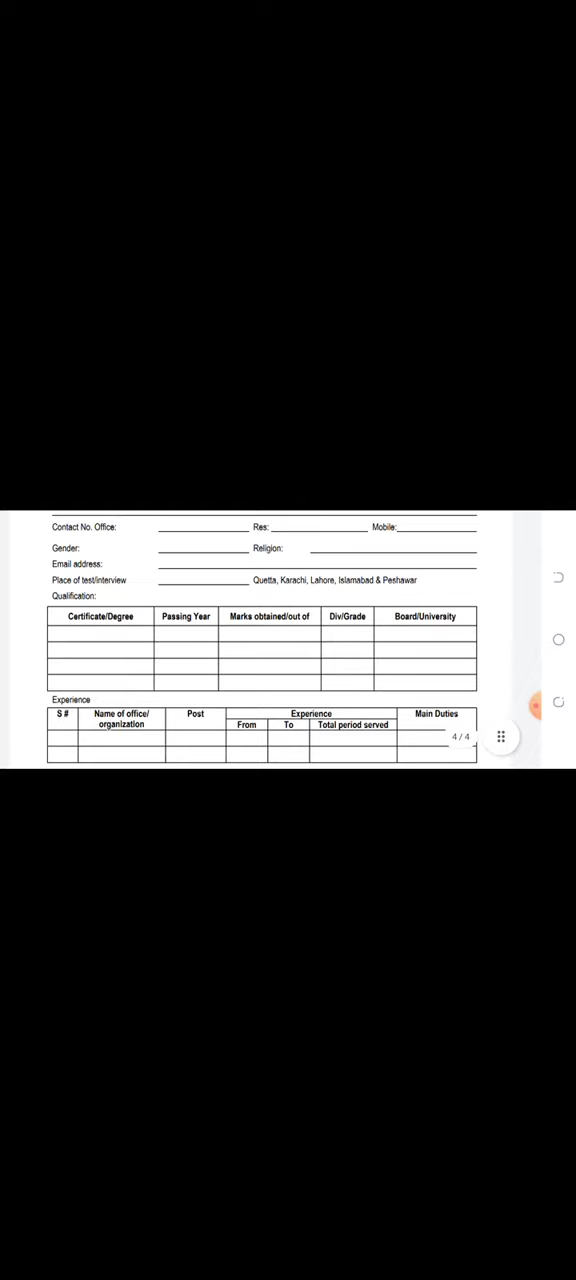 Contact No. Office: Res: Mobile:
Gender: Religion:
Email address:
Place of test/interview Quetta, Karachi, Lahore, Islamabad & Peshawar
Qualification:
Certificate/Degree Passing Year Marks obtained/out of Div/Grade Board/University
Experience
S # Name of office/ organization Post Experience Main Duties
From To Total period served
4 / 4